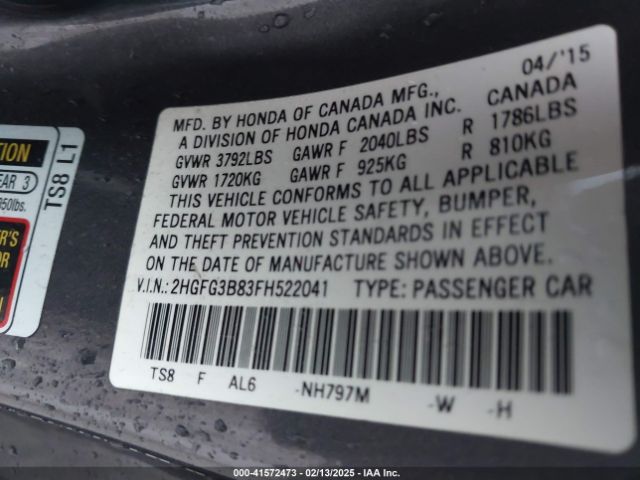 04/'15
MFD. BY HONDA OF CANADA MFG., CANADA
A DIVISION OF HONDA CANADA INC.
GVWR 3792LBS GAWR F 2040LBS R 1786LBS
GVWR 1720KG GAWR F 925KG R 810KG
THIS VEHICLE CONFORMS TO ALL APPLICABLE
FEDERAL MOTOR VEHICLE SAFETY, BUMPER,
AND THEFT PREVENTION STANDARDS IN EFFECT
ON THE DATE OF MANUFACTURE SHOWN ABOVE.
V.I.N.: 2HGFG3B83FH522041 TYPE: PASSENGER CAR
TS8 F AL6 -NH797M -W -H
TS8 L1
000-41572473 - 02/13/2025 - IAA Inc.